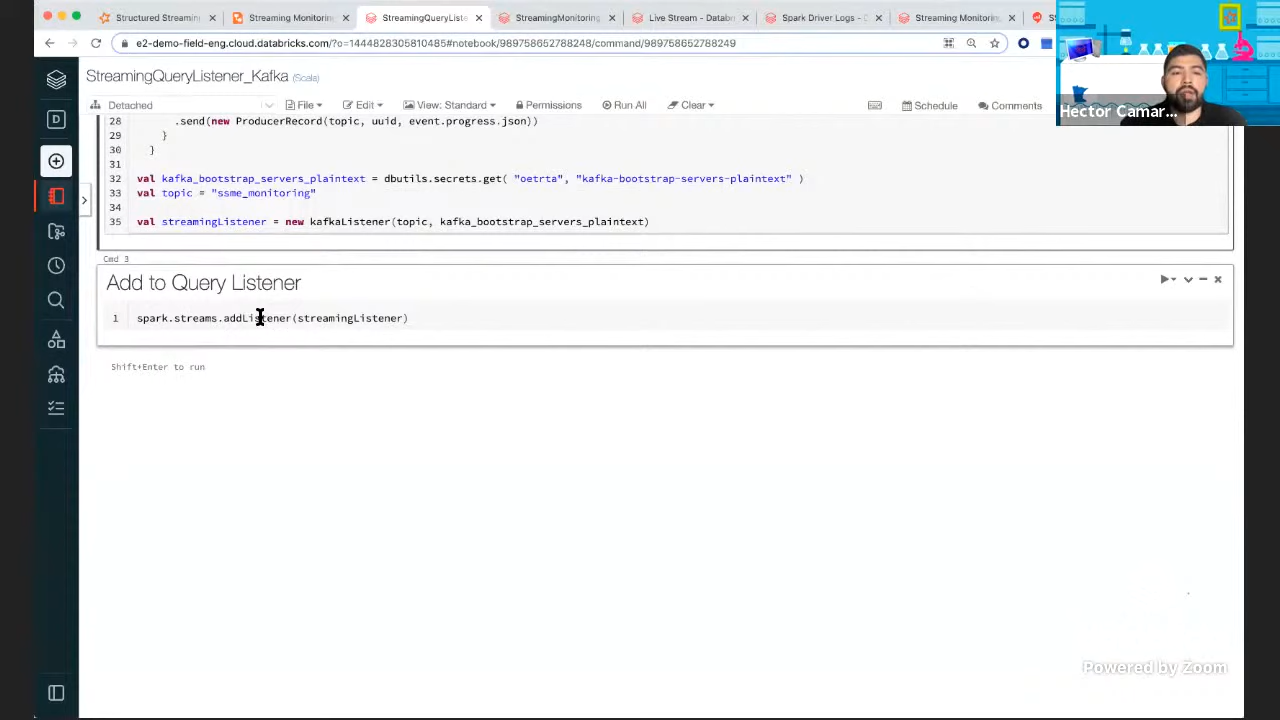 Structured Streamin
Streaming Monitorin
StreamingQueryListe
StreamingMonitoring
Live Stream - Datab
Spark Driver Logs - C
Streaming Monitorin
e2-demo-field-eng.cloud.databricks.com/?o=1444828305810485#notebook/989758652788248/command/989758652788249
StreamingQueryListener_Kafka (Scala)
Detached
File
Edit
View: Standard
Permissions
Run All
Clear
Schedule
Comments
Hector Camar...
28 .send(new ProducerRecord(topic, uuid, event.progress.json))
29 }
30 }
31
32 val kafka_bootstrap_servers_plaintext = dbutils.secrets.get( "oetrta", "kafka-bootstrap-servers-plaintext" )
33 val topic = "ssme_monitoring"
34
35 val streamingListener = new kafkaListener(topic, kafka_bootstrap_servers_plaintext)
Cmd 3
Add to Query Listener
1 spark.streams.addListener(streamingListener)
Shift+Enter to run
Powered by Zoom